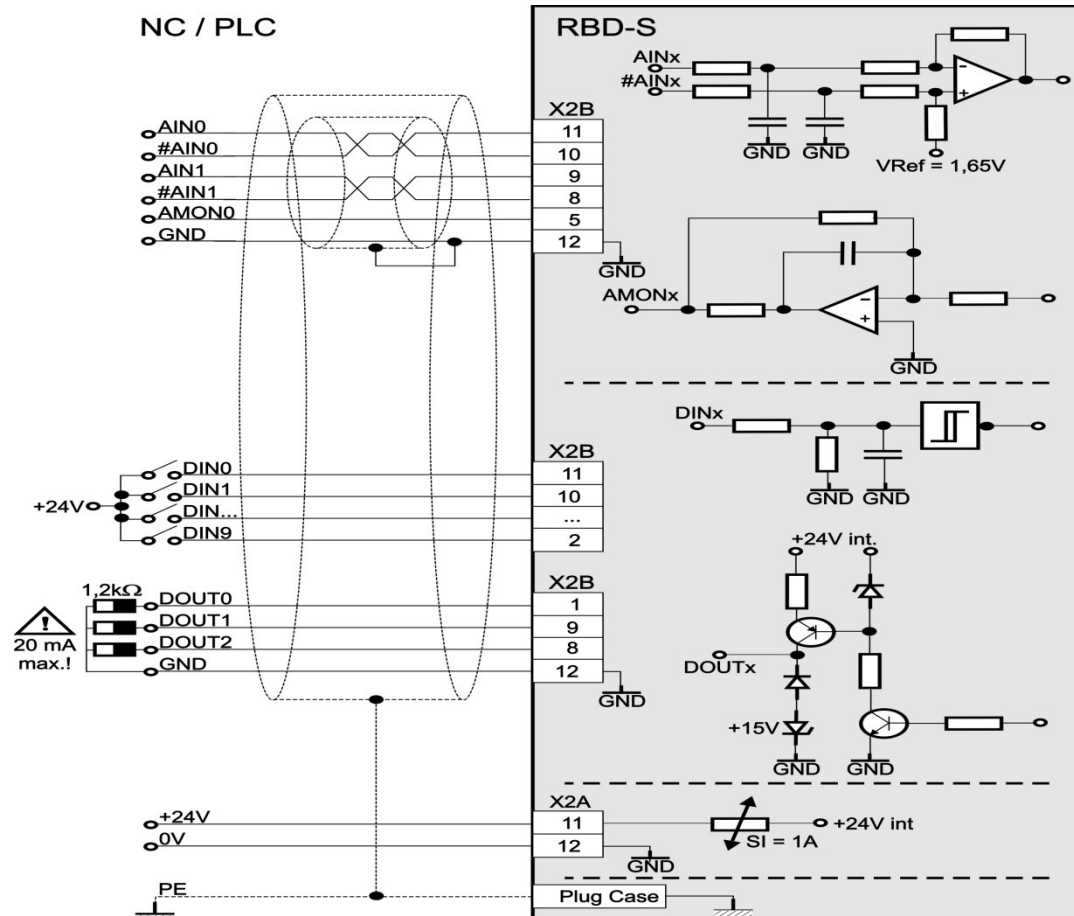 NC / PLC
RBD-S
AIN0
#AIN0
AIN1
#AIN1
AMON0
GND
X2B
11
10
9
8
5
12
GND
AINx
#AINx
-
+
GND
GND
VRef = 1,65V
AMONx
-
+
GND
DINx
GND
GND
+24V
DIN0
DIN1
DIN...
DIN9
X2B
11
10
...
2
1,2kΩ
!
20 mA
max.!
DOUT0
DOUT1
DOUT2
GND
X2B
1
9
8
12
GND
+24V int.
DOUTx
+15V
GND
GND
+24V
0V
X2A
11
12
GND
SI = 1A
+24V int
PE
Plug Case